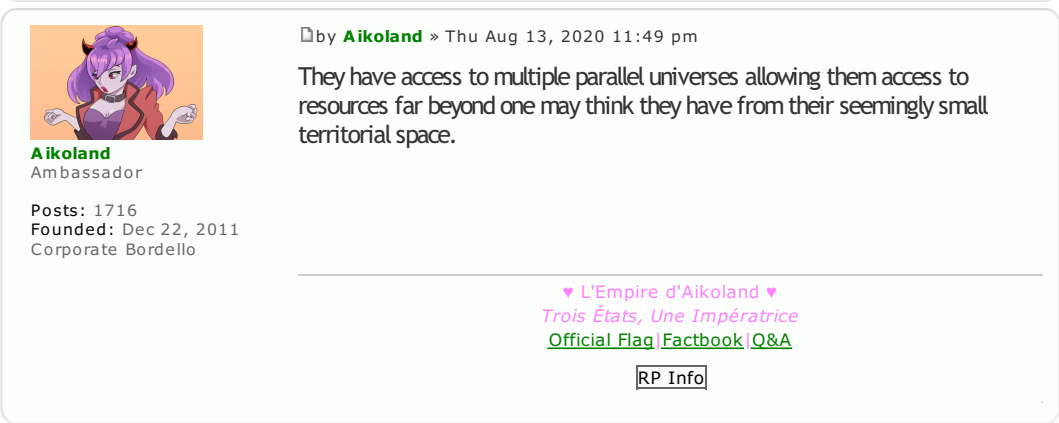 by Aikoland » Thu Aug 13, 2020 11:49 pm
They have access to multiple parallel universes allowing them access to
resources far beyond one may think they have from their seemingly small
territorial space.
Aikoland
Ambassador
Posts: 1716
Founded: Dec 22, 2011
Corporate Bordello
♥ L'Empire d'Aikoland ♥
Trois États, Une Impératrice
Official Flag|Factbook|Q&A
RP Info